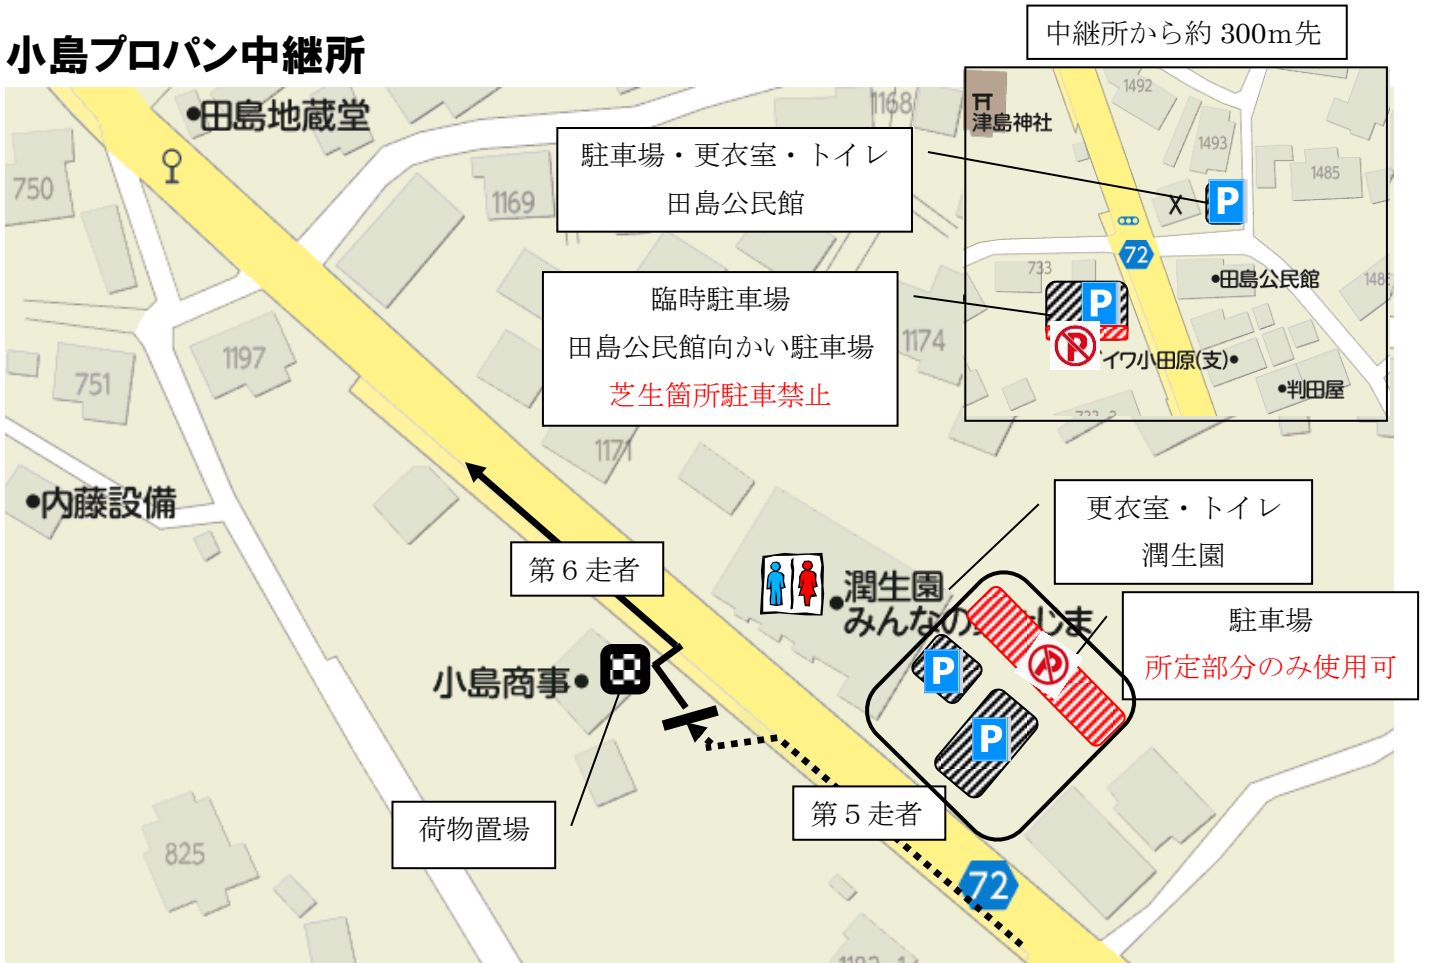 小島プロパン中継所
中継所から約 300m先
田島地蔵堂
750
1168
1169
駐車場・更衣室・トイレ
田島公民館
津島神社
1492
1493
1485
P
72
733
田島公民館
P
イワ小田原(支)
判田屋
臨時駐車場
田島公民館向かい駐車場
芝生箇所駐車禁止
1174
1197
751
1171
内藤設備
更衣室・トイレ
潤生園
第6走者
潤生園
駐車場
所定部分のみ使用可
P
P
小島商事
第5走者
荷物置場
825
72